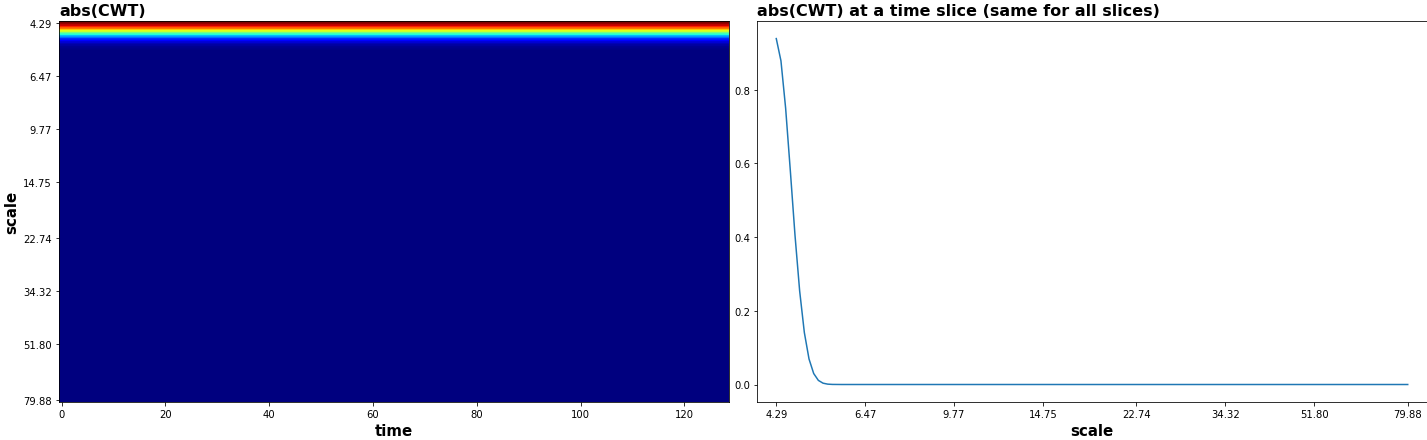 abs(CWT)
4.29
6.47
9.77
14.75
22.74
34.32
51.80
79.88
scale
0 20 40 60 80 100 120
time
abs(CWT) at a time slice (same for all slices)
0.8
0.6
0.4
0.2
0.0
4.29 6.47 9.77 14.75 22.74 34.32 51.80 79.88
scale